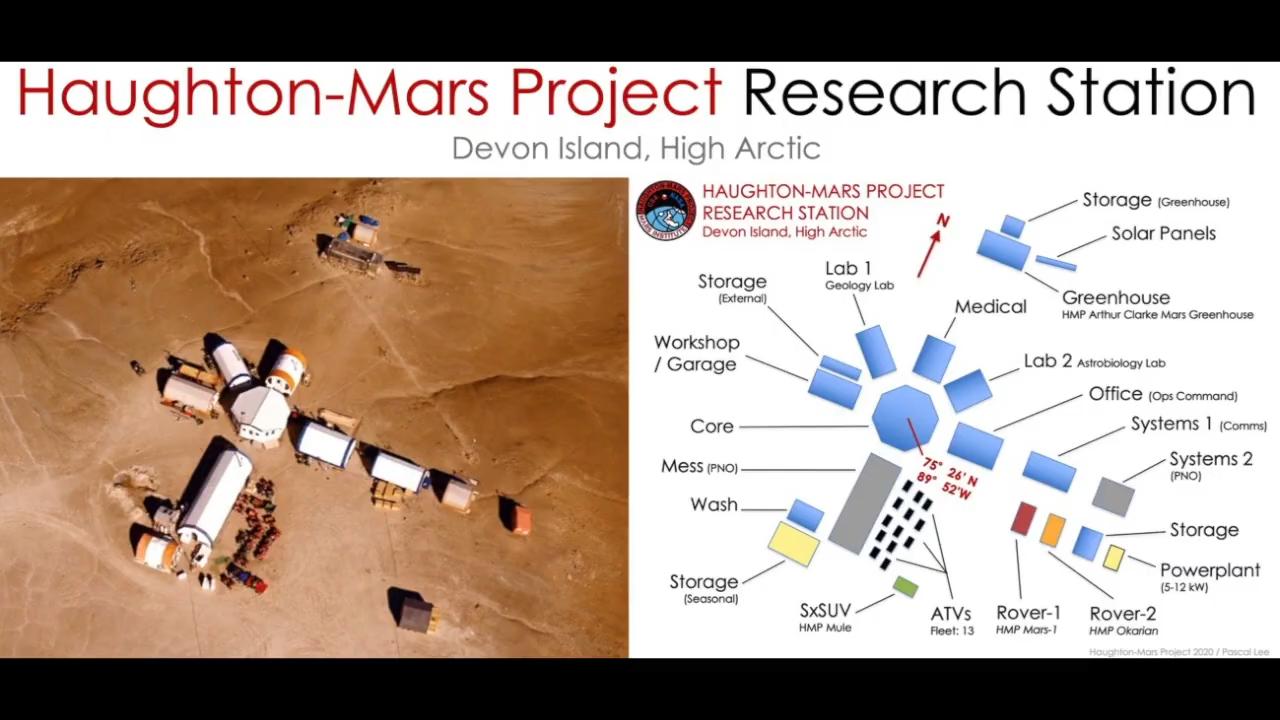 Haughton-Mars Project Research Station
Devon Island, High Arctic
HAUGHTON-MARS PROJECT
RESEARCH STATION
Devon Island, High Arctic
N
Storage (Greenhouse)
Solar Panels
Greenhouse
HMP Arthur Clarke Mars Greenhouse
Storage
(External)
Lab 1
Geology Lab
Medical
Workshop
/ Garage
Lab 2 Astrobiology Lab
Office (Ops Command)
Core
Systems 1 (Comms)
75° 26' N
89° 52'W
Mess (PNO)
Systems 2
(PNO)
Wash
Storage
Storage
(Seasonal)
Powerplant
(5-12 kW)
SxSUV
HMP Mule
ATVs
Fleet: 13
Rover-1
HMP Mars-1
Rover-2
HMP Okarian
Haughton-Mars Project 2020 / Pascal Lee